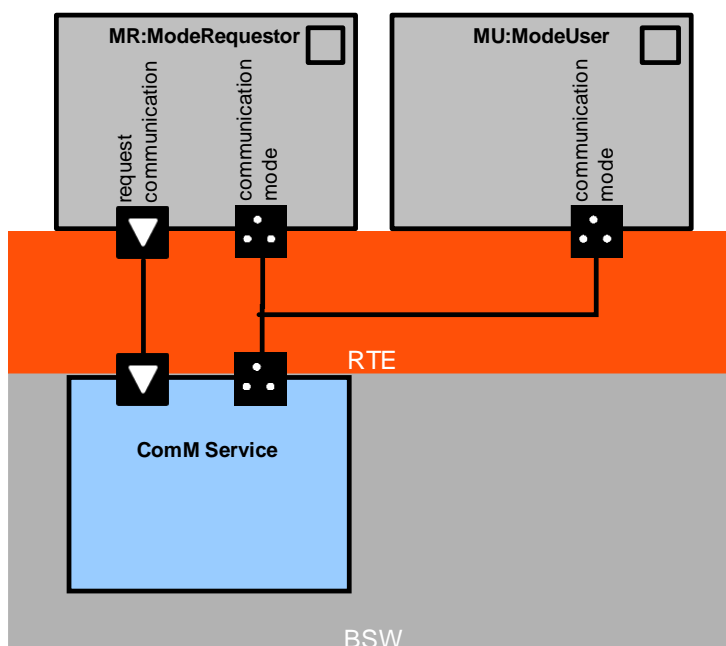 MR:ModeRequestor
MU:ModeUser
request
communication
communication
mode
communication
mode
RTE
ComM Service
BSW